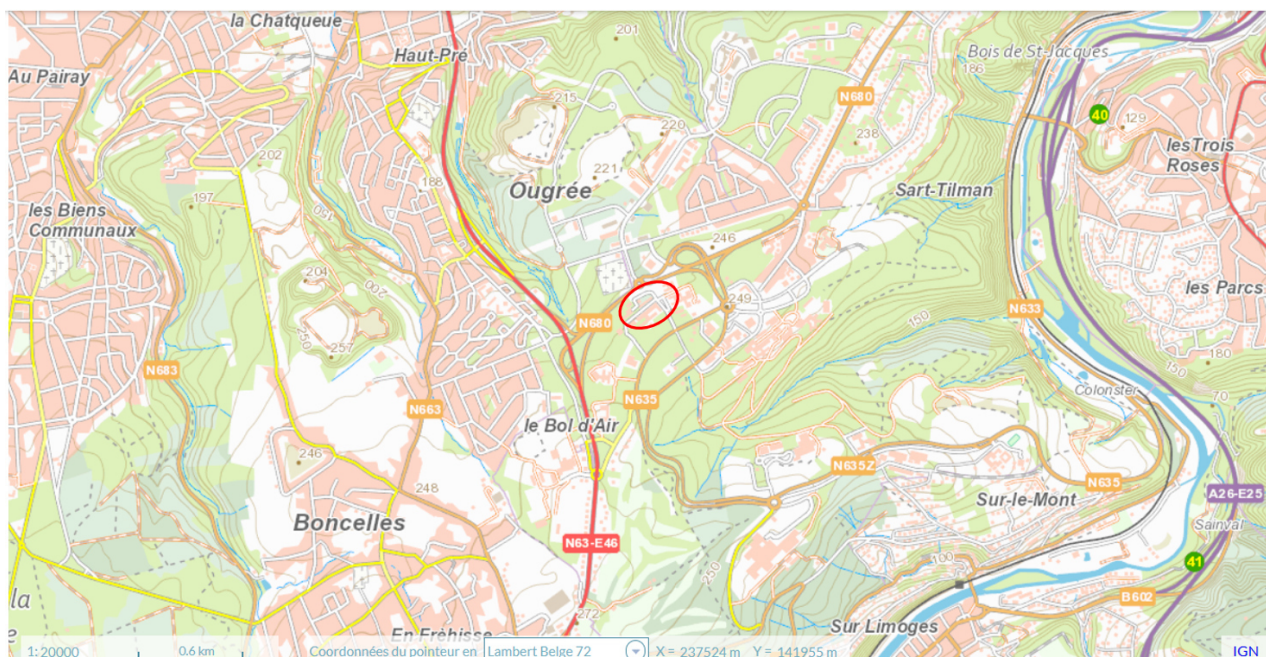 la Chatqueue
201
Bois de St-Jacques
Haut-Pré
186
Au Pairay
N680
40
129
215
220
238
les Trois
Roses
202
221
188
Ougrée
Sart-Tilman
197
les Biens
Communaux
150
246
204
200
les Parcs
249
N633
N680
150
250
257
180
150
N683
Colonster
70
N635
N663
le Bol d'Air
246
N635Z
248
N635
Sur-le-Mont
A26-E25
Boncelles
Sainval
N63-E46
100
41
250
la
B602
272
e
En Frêhisse
Sur Limoges
1: 20000
0.6 km
Coordonnées du pointeur en
Lambert Belge 72
X = 237524 m Y = 141955 m
IGN